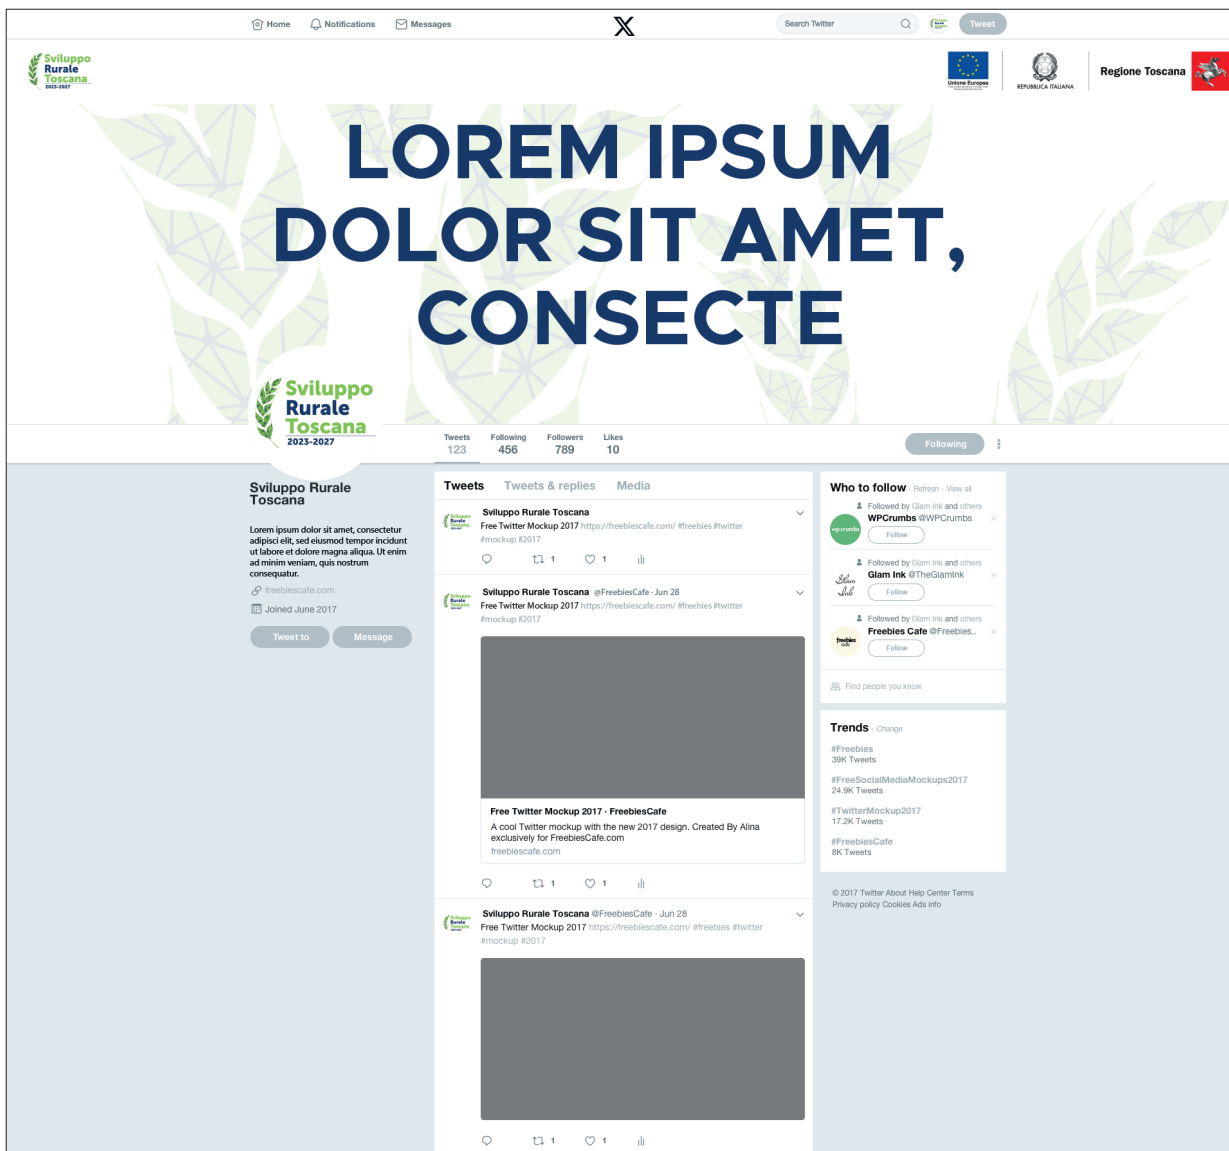 Home Notifications Messages
Search Twitter
Tweet
Sviluppo
Rurale
Toscana
2023-2027
Unione Europea
REPUBBLICA ITALIANA
Regione Toscana
LOREM IPSUM
DOLOR SIT AMET,
CONSECTE
Sviluppo
Rurale
Toscana
2023-2027
Tweets Following Followers Likes
123 456 789 10
Following
Sviluppo Rurale
Toscana
Lorem ipsum dolor sit amet, consectetur
adipisci elit, sed eiusmod tempor incidunt
ut labore et dolore magna aliqua. Ut enim
ad minim veniam, quis nostrum
consequatur.
freebiescafe.com
Joined June 2017
Tweet to Message
Tweets Tweets & replies Media
Sviluppo Rurale Toscana
Free Twitter Mockup 2017 https://freebiescafe.com/ #freebies #twitter
#mockup #2017
1 1
Sviluppo Rurale Toscana @FreebiesCafe · Jun 28
Free Twitter Mockup 2017 https://freebiescafe.com/ #freebies #twitter
#mockup #2017
Free Twitter Mockup 2017 · FreebiesCafe
A cool Twitter mockup with the new 2017 design. Created By Alina
exclusively for FreebiesCafe.com
freebiescafe.com
1 1
Sviluppo Rurale Toscana @FreebiesCafe · Jun 28
Free Twitter Mockup 2017 https://freebiescafe.com/ #freebies #twitter
#mockup #2017
1 1
Who to follow · Refresh · View all
Followed by Glam Ink and others
wpcrumbs
WPCrumbs @WPCrumbs
Follow
Followed by Glam Ink and others
Glam
Ink
Glam Ink @TheGlamInk
Follow
Followed by Glam Ink and others
freebies
cafe
Freebies Cafe @Freebies..
Follow
Find people you know
Trends · Change
#Freebies
39K Tweets
#FreeSocialMediaMockups2017
24.9K Tweets
#TwitterMockup2017
17.2K Tweets
#FreebiesCafe
8K Tweets
© 2017 Twitter About Help Center Terms
Privacy policy Cookies Ads info